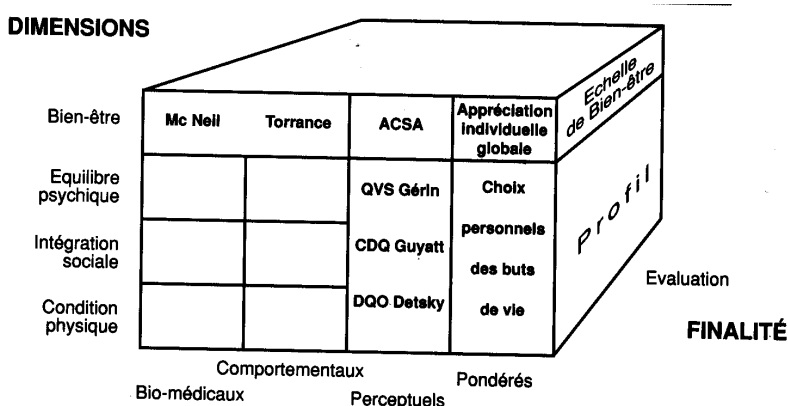 DIMENSIONS
Bien-être
Mc Neil
Torrance
ACSA
Appréciation
individuelle
globale
Echelle
de Bien-être
Equilibre
psychique
QVS Gérin
Choix
Profil
Intégration
sociale
CDQ Guyatt
personnels
des buts
Condition
physique
DQO Detsky
de vie
Evaluation
FINALITÉ
Comportementaux
Pondérés
Bio-médicaux
Perceptuels